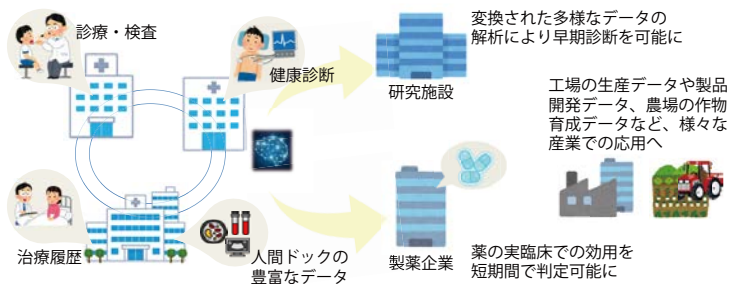 診療・検査
健康診断
治療履歴
人間ドックの
豊富なデータ
研究施設
変換された多様なデータの
解析により早期診断を可能に
製薬企業
薬の実臨床での効用を
短期間で判定可能に
工場の生産データや製品
開発データ、農場の作物
育成データなど、様々な
産業での応用へ